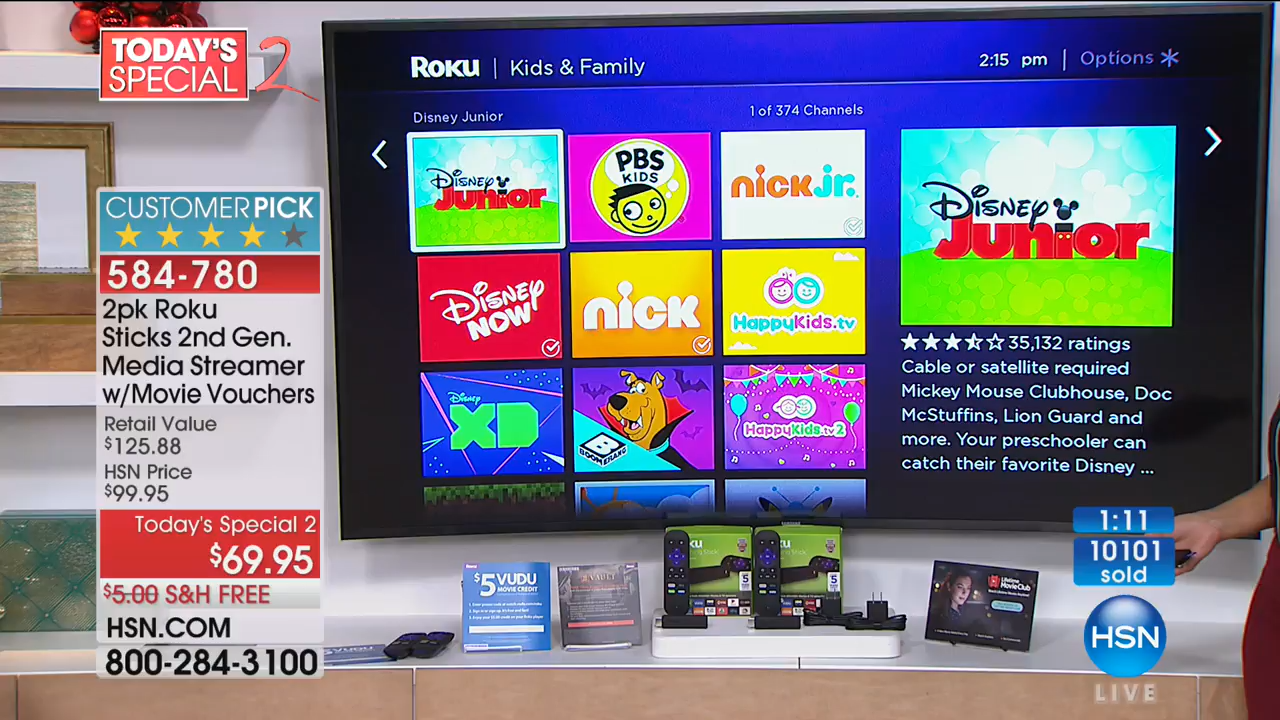 TODAY'S
SPECIAL 2
CUSTOMER PICK
584-780
2pk Roku
Sticks 2nd Gen.
Media Streamer
w/Movie Vouchers
Retail Value
$125.88
HSN Price
$99.95
Today's Special 2
$69.95
$5.00 S&H FREE
HSN.COM
800-284-3100
Roku | Kids & Family
2:15 pm | Options
Disney Junior
1 of 374 Channels
Disney Junior
PBS KIDS
nick jr.
Disney NOW
nick
HappyKids.tv
Disney XD
BOOMERANG
HappyKids.tv 2
Disney Junior
35,132 ratings
Cable or satellite required
Mickey Mouse Clubhouse, Doc
McStuffins, Lion Guard and
more. Your preschooler can
catch their favorite Disney ...
$5 VUDU
MOVIE CREDIT
VAULT
Lifetime
MovieClub
1:11
10101
sold
HSN
LIVE